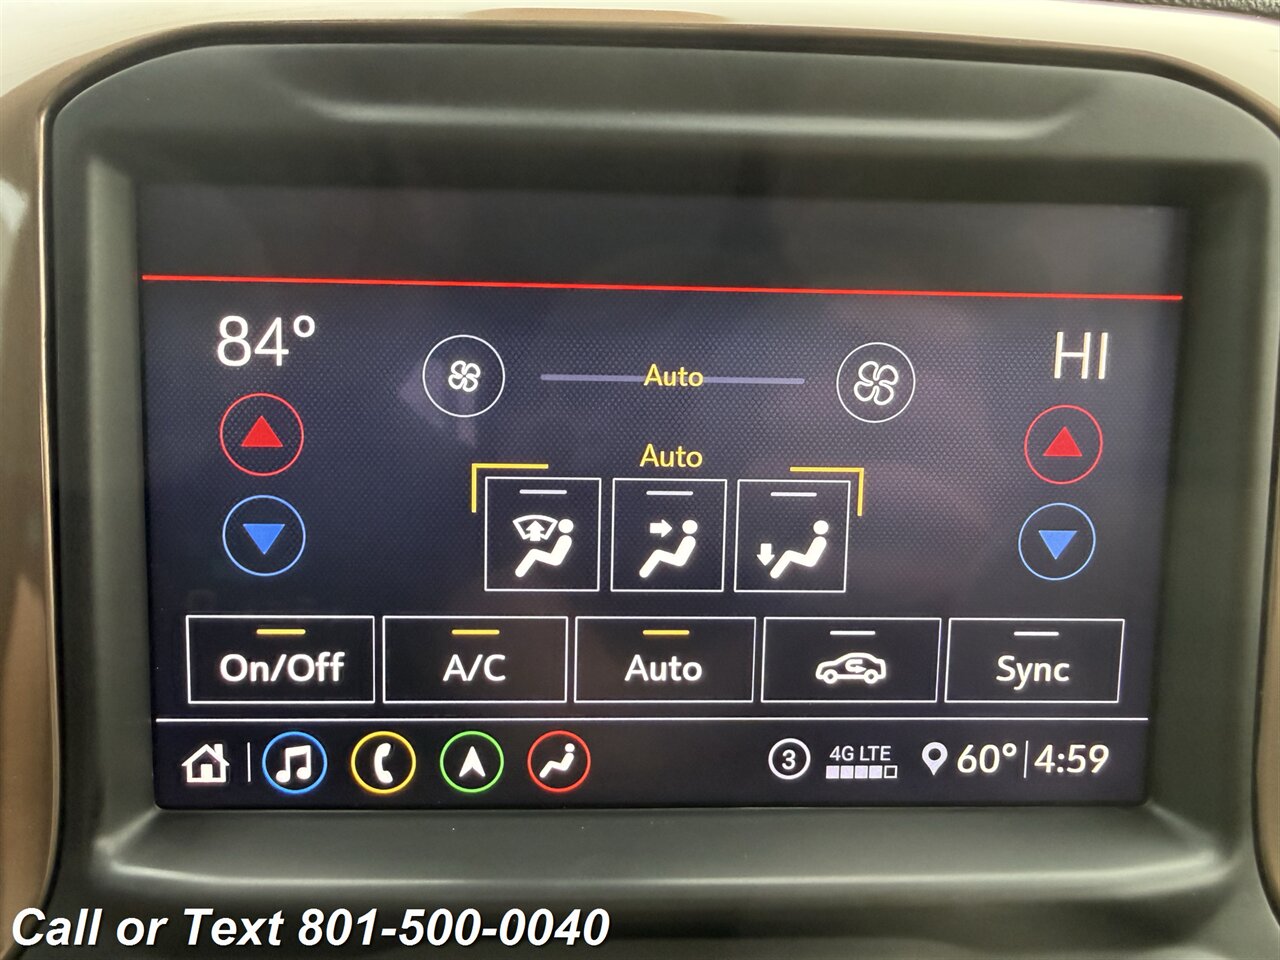 84° HI
Auto
Auto
On/Off A/C Auto Sync
3 4G LTE 60° 4:59
Call or Text 801-500-0040